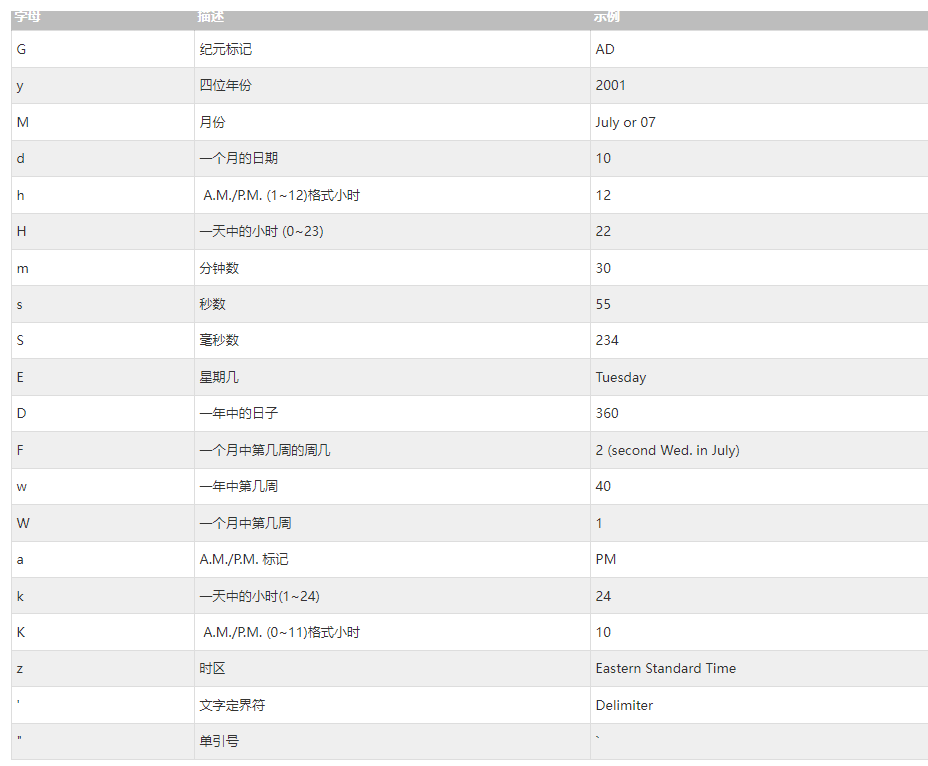 字母 描述 示例
G 纪元标记 AD
y 四位年份 2001
M 月份 July or 07
d 一个月的日期 10
h A.M./P.M. (1~12)格式小时 12
H 一天中的小时 (0~23) 22
m 分钟数 30
s 秒数 55
S 毫秒数 234
E 星期几 Tuesday
D 一年中的日子 360
F 一个月中第几周的周几 2 (second Wed. in July)
w 一年中第几周 40
W 一个月中第几周 1
a A.M./P.M. 标记 PM
k 一天中的小时(1~24) 24
K A.M./P.M. (0~11)格式小时 10
z 时区 Eastern Standard Time
' 文字定界符 Delimiter
" 单引号 `